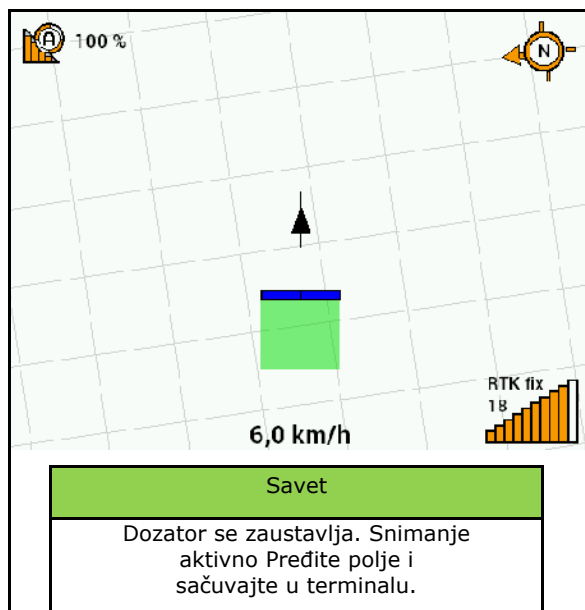 A 100 %
N
RTK fix
18
6,0 km/h
Savet
Dozator se zaustavlja. Snimanje
aktivno Pređite polje i
sačuvajte u terminalu.